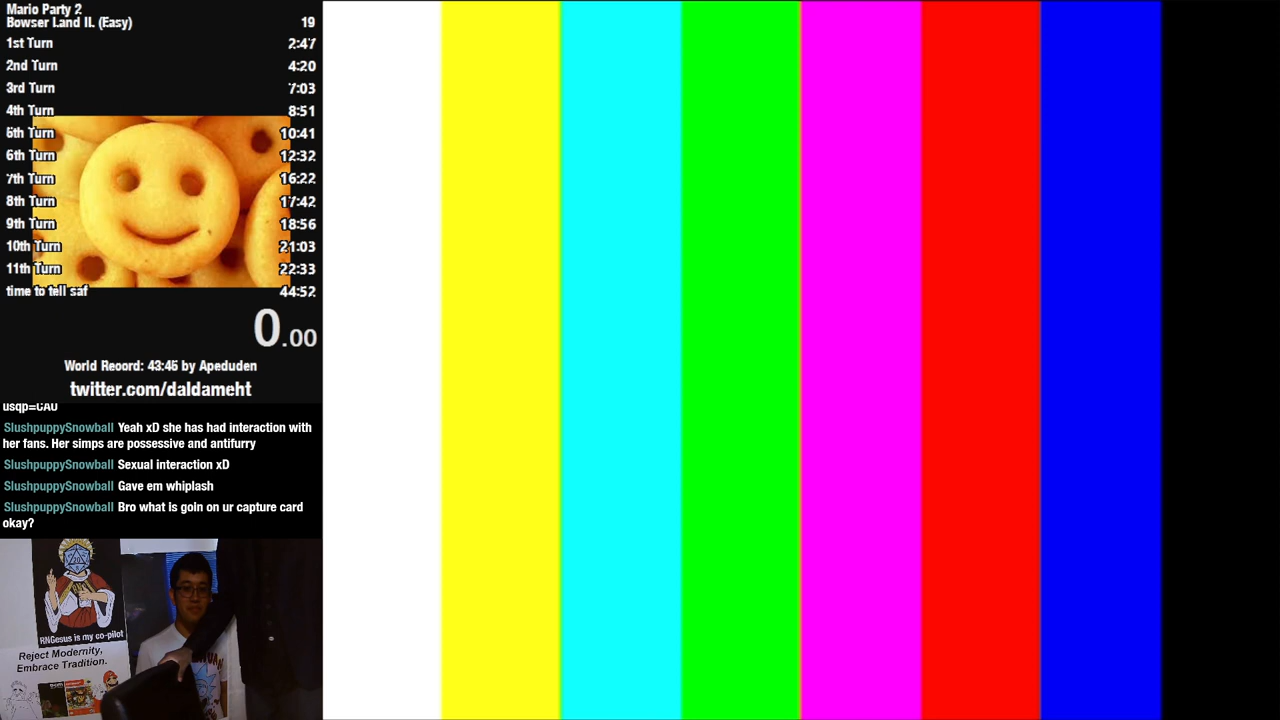 Mario Party 2
Bowser Land II. (Easy) 19
1st Turn 2:47
2nd Turn 4:20
3rd Turn 7:03
4th Turn 8:51
5th Turn 10:41
6th Turn 12:32
7th Turn 16:22
8th Turn 17:42
9th Turn 18:56
10th Turn 21:03
11th Turn 22:33
time to tell saf 44:52
0.00
World Record: 43:45 by Apeduden
twitter.com/daldameht
usqp=CAU
SlushpuppySnowball Yeah xD she has had interaction with
her fans. Her simps are possessive and antifurry
SlushpuppySnowball Sexual interaction xD
SlushpuppySnowball Gave em whiplash
SlushpuppySnowball Bro what is goin on ur capture card
okay?
RNGesus is my co-pilot
Reject Modernity,
Embrace Tradition.